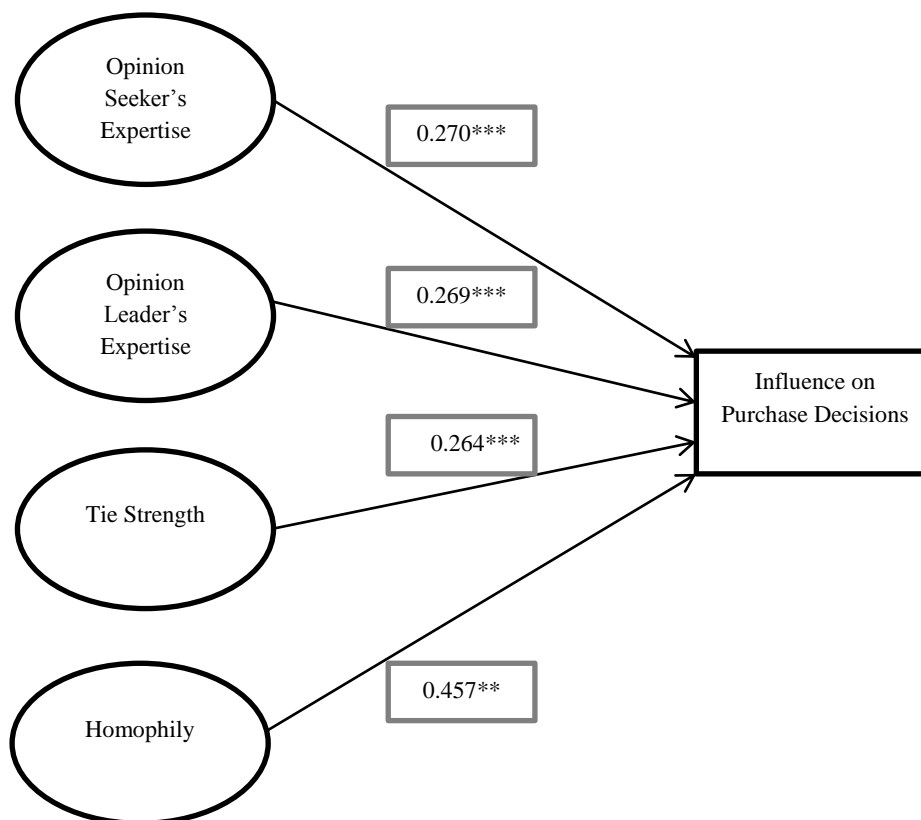 Opinion
Seeker’s
Expertise
0.270***
Opinion
Leader’s
Expertise
0.269***
Influence on
Purchase Decisions
Tie Strength
0.264***
Homophily
0.457**